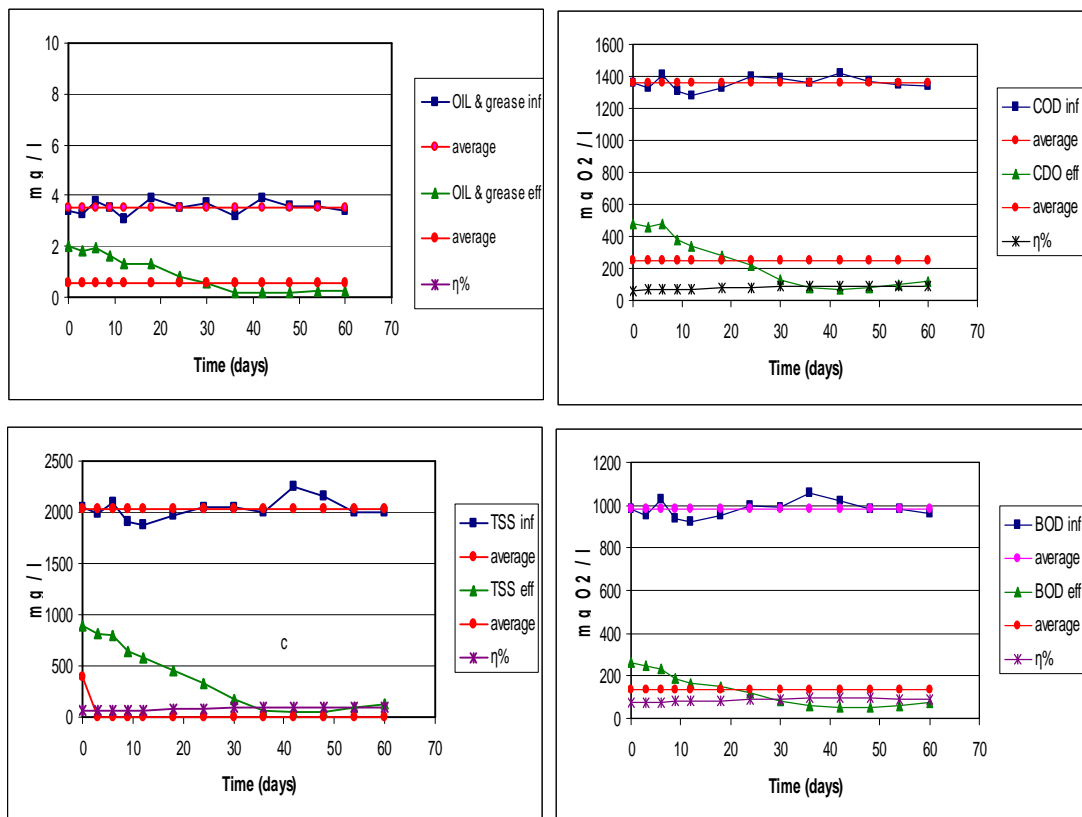 10
8
6
4
2
0
0 10 20 30 40 50 60 70
m g / l
Time (days)
OIL & grease inf
average
OIL & grease eff
average
η%
1600
1400
1200
1000
800
600
400
200
0
0 10 20 30 40 50 60 70
m g O2 / l
Time (days)
COD inf
average
CDO eff
average
η%
2500
2000
1500
1000
500
0
0 10 20 30 40 50 60 70
m g / l
Time (days)
c
TSS inf
average
TSS eff
average
η%
1200
1000
800
600
400
200
0
0 10 20 30 40 50 60 70
m g O2 / l
Time (days)
BOD inf
average
BOD eff
average
η%